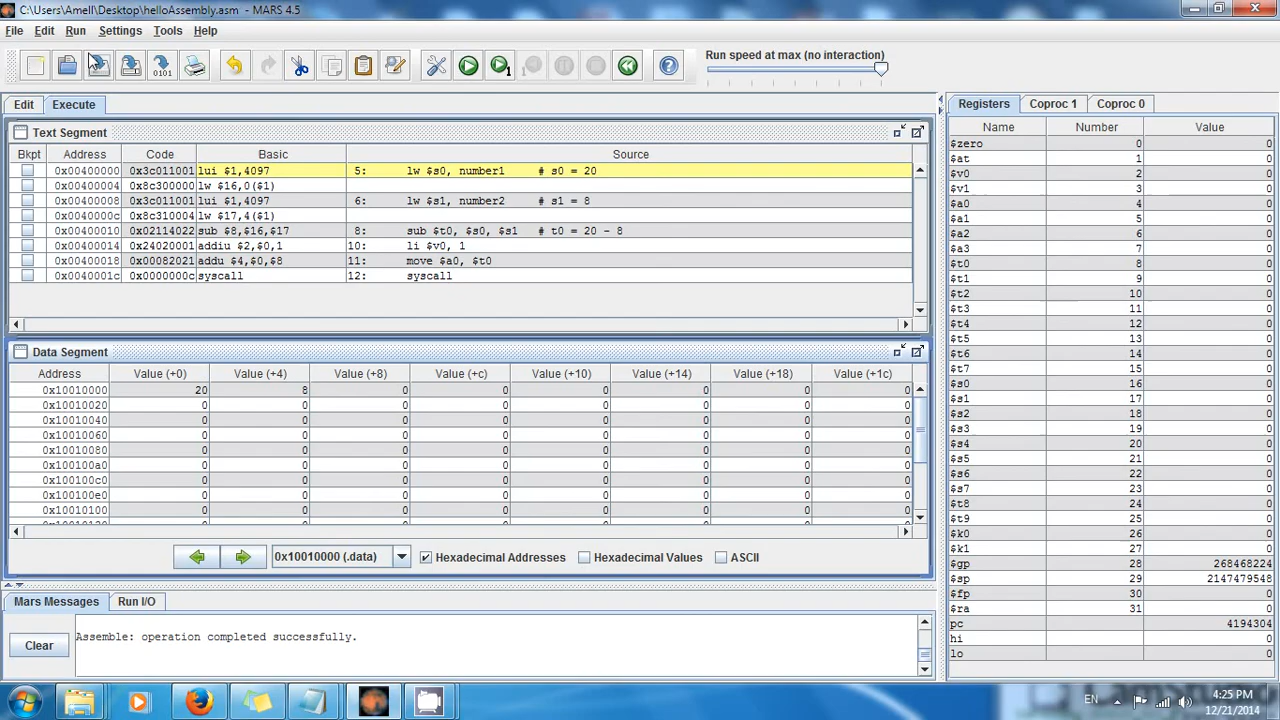 C:\Users\Amell\Desktop\helloAssembly.asm - MARS 4.5
File Edit Run Settings Tools Help
Run speed at max (no interaction)
Edit Execute
Registers Coproc 1 Coproc 0
Text Segment
Bkpt Address Code Basic Source
0x00400000 0x3c011001 lui $1,4097 5: lw $s0, number1 # s0 = 20
0x00400004 0x8c300000 lw $16,0($1)
0x00400008 0x3c011001 lui $1,4097 6: lw $s1, number2 # s1 = 8
0x0040000c 0x8c310004 lw $17,4($1)
0x00400010 0x02114022 sub $8,$16,$17 8: sub $t0, $s0, $s1 # t0 = 20 - 8
0x00400014 0x24020001 addiu $2,$0,1 10: li $v0, 1
0x00400018 0x00082021 addu $4,$0,$8 11: move $a0, $t0
0x0040001c 0x0000000c syscall 12: syscall
Data Segment
Address Value (+0) Value (+4) Value (+8) Value (+c) Value (+10) Value (+14) Value (+18) Value (+1c)
0x10010000 20 8 0 0 0 0 0 0
0x10010020 0 0 0 0 0 0 0 0
0x10010040 0 0 0 0 0 0 0 0
0x10010060 0 0 0 0 0 0 0 0
0x10010080 0 0 0 0 0 0 0 0
0x100100a0 0 0 0 0 0 0 0 0
0x100100c0 0 0 0 0 0 0 0 0
0x100100e0 0 0 0 0 0 0 0 0
0x10010100 0 0 0 0 0 0 0 0
0x10010000 (.data) Hexadecimal Addresses Hexadecimal Values ASCII
Mars Messages Run I/O
Assemble: operation completed successfully.
Clear
Name Number Value
$zero 0 0
$at 1 0
$v0 2 0
$v1 3 0
$a0 4 0
$a1 5 0
$a2 6 0
$a3 7 0
$t0 8 0
$t1 9 0
$t2 10 0
$t3 11 0
$t4 12 0
$t5 13 0
$t6 14 0
$t7 15 0
$s0 16 0
$s1 17 0
$s2 18 0
$s3 19 0
$s4 20 0
$s5 21 0
$s6 22 0
$s7 23 0
$t8 24 0
$t9 25 0
$k0 26 0
$k1 27 0
$gp 28 268468224
$sp 29 2147479548
$fp 30 0
$ra 31 0
pc 4194304
hi 0
lo 0
EN
4:25 PM
12/21/2014